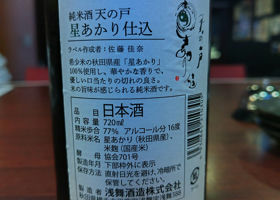 純米酒 天の戸
星あかり仕込
ラベル作成者:佐藤 佳奈
希少米の秋田県産「星あかり」
100%使用し、華やかな香りで、
優しい口当たりの切れの良さ。
米の旨味が感じられる純米酒です。
天の戸
品目 日本酒
内容量 720ml
精米歩合 77% アルコール分 16度
原料米 星あかり(秋田県産)、
米麹(国産米)
酵母 協会701号
製造年月 下部枠外に表示
保存方法 直射日光を避け、冷暗所で
保管してください。
製造者 浅舞酒造株式会社